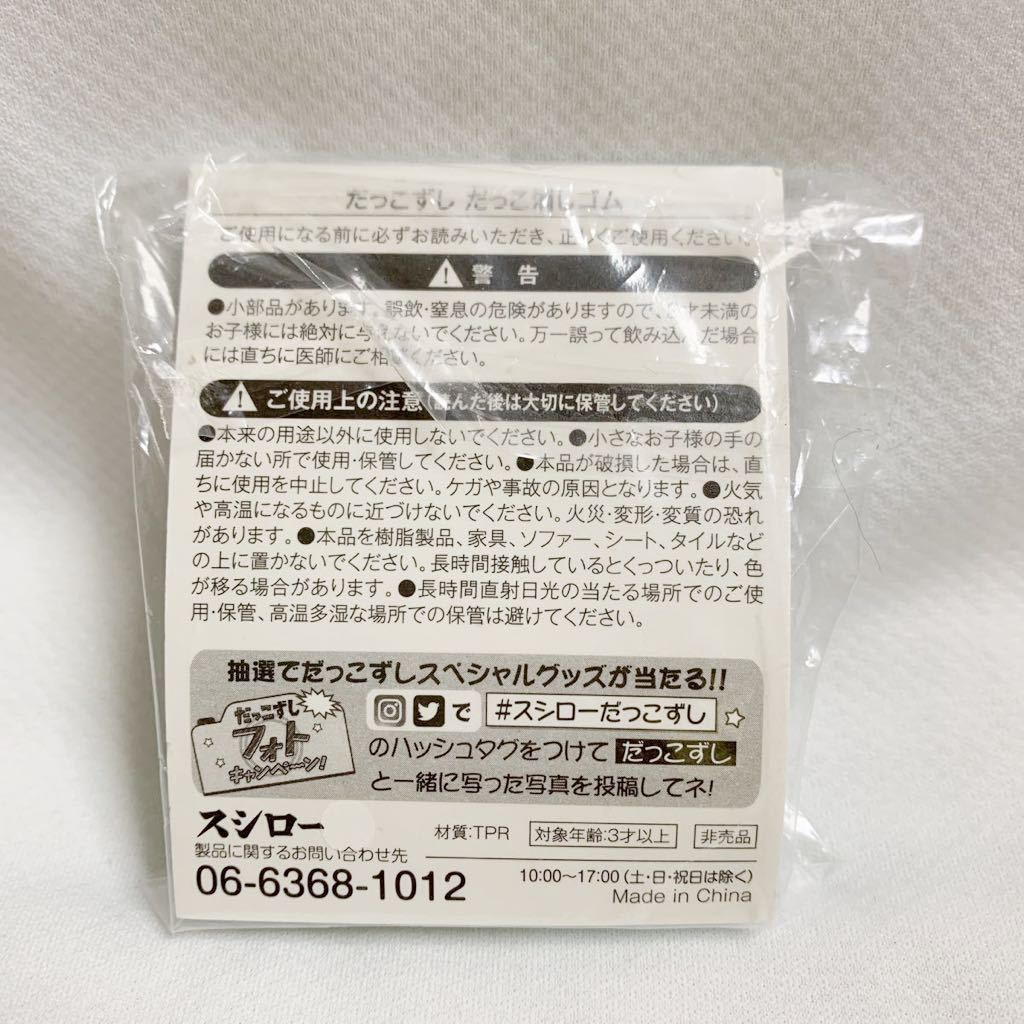 だっこずし だっこ消しゴム
ご使用になる前に必ずお読みいただき、正しくご使用ください。
警告
●小部品があります。誤飲・窒息の危険がありますので、3才未満の
お子様には絶対に与えないでください。万一誤って飲み込んだ場合
には直ちに医師にご相談ください。
ご使用上の注意(読んだ後は大切に保管してください)
●本来の用途以外に使用しないでください。●小さなお子様の手の
届かない所で使用・保管してください。●本品が破損した場合は、直
ちに使用を中止してください。ケガや事故の原因となります。●火気
や高温になるものに近づけないでください。火災・変形・変質の恐れ
があります。●本品を樹脂製品、家具、ソファー、シート、タイルなど
の上に置かないでください。長時間接触しているとくっついたり、色
が移る場合があります。●長時間直射日光の当たる場所でのご使
用・保管、高温多湿な場所での保管は避けてください。
抽選でだっこずしスペシャルグッズが当たる!!
だっこずし
フォト
キャンペーン!
で #スシローだっこずし
のハッシュタグをつけて だっこずし
と一緒に写った写真を投稿してネ!
スシロー
材質:TPR 対象年齢:3才以上 非売品
製品に関するお問い合わせ先
06-6368-1012
10:00〜17:00(土・日・祝日は除く)
Made in China